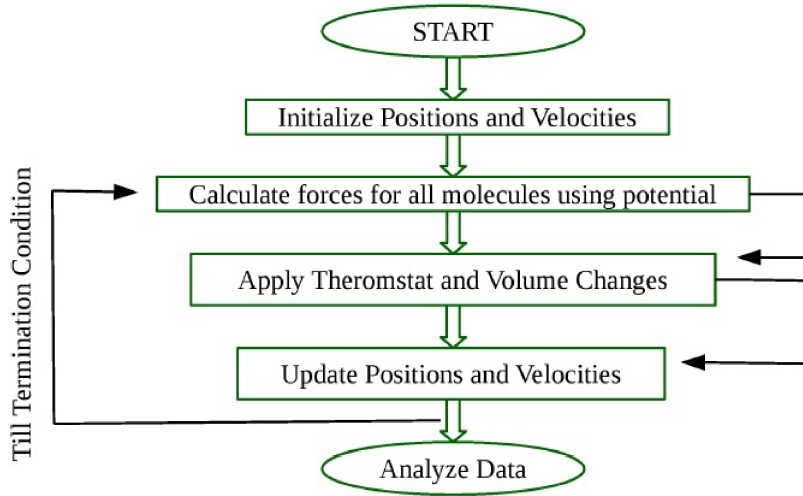 START
Initialize Positions and Velocities
Calculate forces for all molecules using potential
Apply Theromstat and Volume Changes
Update Positions and Velocities
Analyze Data
Till Termination Condition